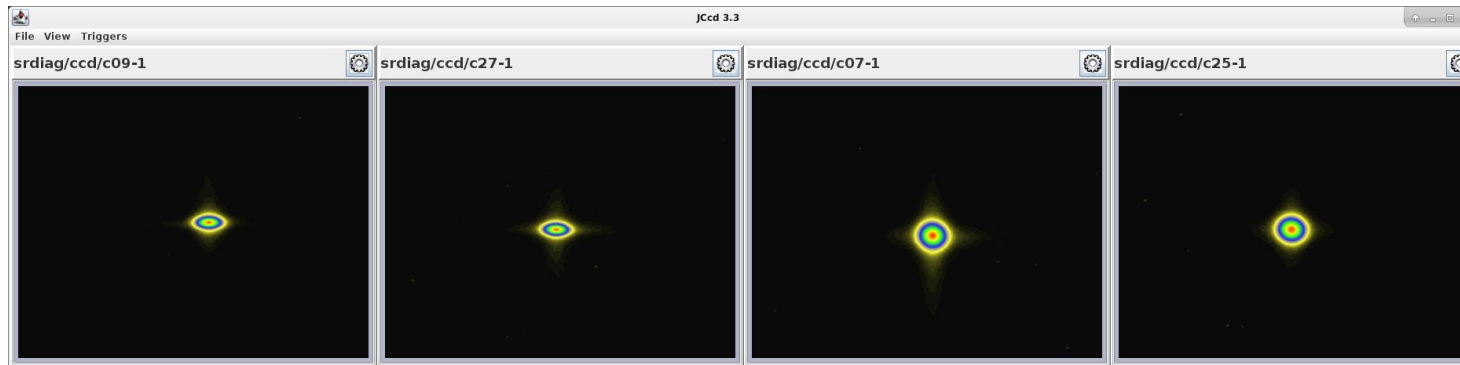 JCcd 3.3
File View Triggers
srdiag/ccd/c09-1 srdiag/ccd/c27-1 srdiag/ccd/c07-1 srdiag/ccd/c25-1